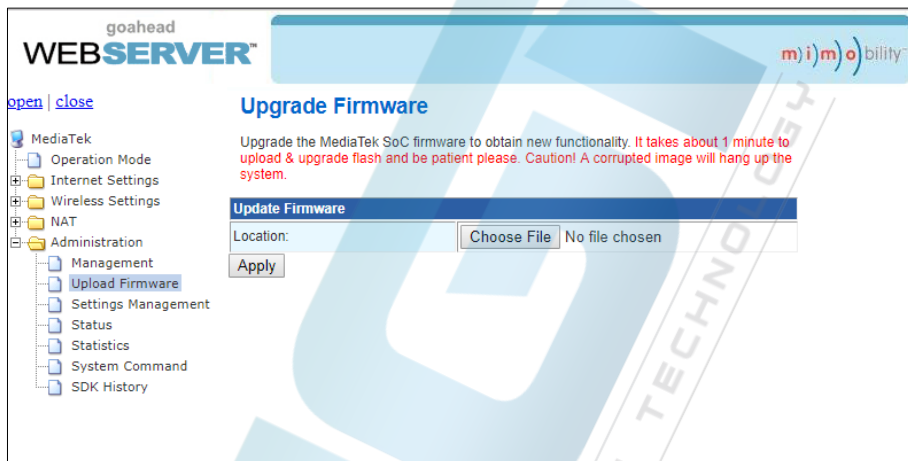 goahead
WEBSERVER™
m)i)m)o)bility™
open | close
MediaTek
Operation Mode
Internet Settings
Wireless Settings
NAT
Administration
Management
Upload Firmware
Settings Management
Status
Statistics
System Command
SDK History
Upgrade Firmware
Upgrade the MediaTek SoC firmware to obtain new functionality. It takes about 1 minute to
upload & upgrade flash and be patient please. Caution! A corrupted image will hang up the
system.
Update Firmware
Location: Choose File No file chosen
Apply
TECHNOLOGY